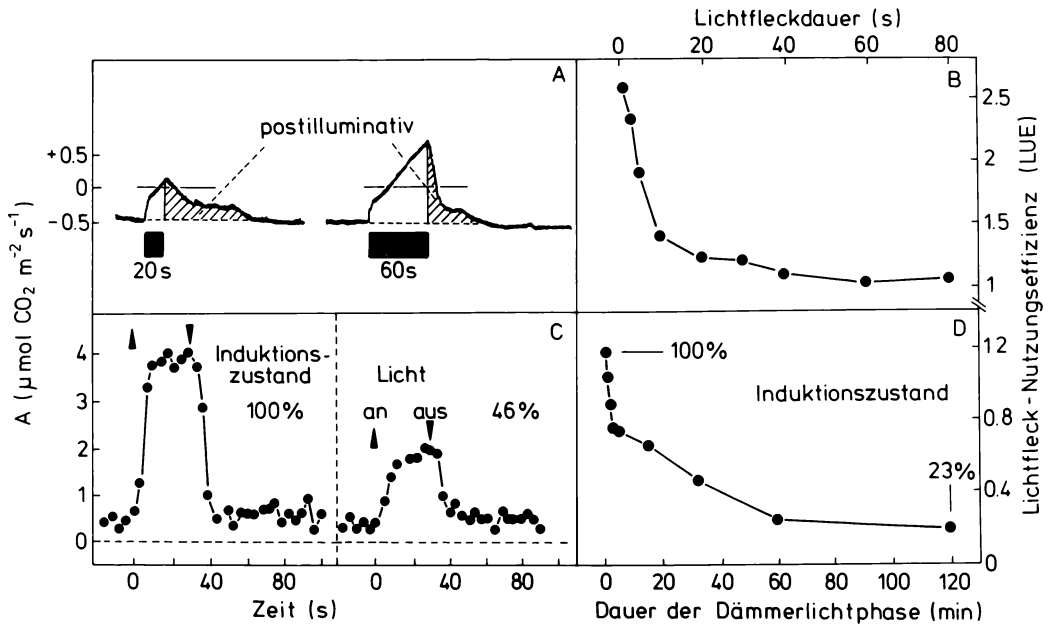 Lichtfleckdauer (s)
0 20 40 60 80
A
B
postilluminativ
+0.5
0
-0.5
20s
60s
2.5
2
1.5
1
A (µmol CO₂ m⁻² s⁻¹)
Lichtfleck-Nutzungseffizienz (LUE)
C
D
4
3
2
1
0
Induktions-
zustand
100%
Licht
an aus 46%
100%
Induktionszustand
23%
12
0.8
0.4
0
0 40 80 0 40 80
Zeit (s)
0 20 40 60 80 100 120
Dauer der Dämmerlichtphase (min)